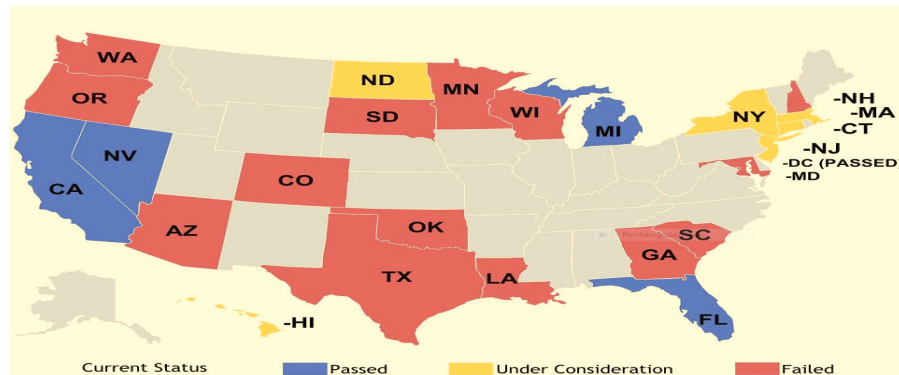 WA
ND
MN
-NH
OR
SD
WI
NY
-MA
MI
-CT
NV
-NJ
-DC (PASSED)
CA
CO
-MD
AZ
OK
SC
GA
TX
LA
-HI
FL
Current Status
Passed
Under Consideration
Failed